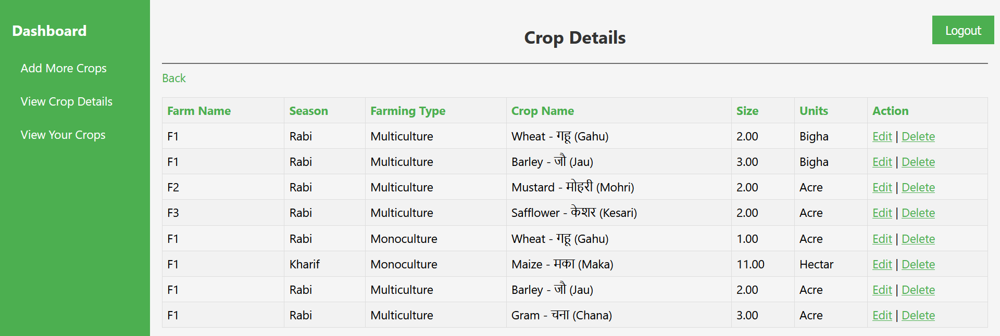 Dashboard
Add More Crops
View Crop Details
View Your Crops
Crop Details
Logout
Back
Farm Name Season Farming Type Crop Name Size Units Action
F1 Rabi Multiculture Wheat - गहू (Gahu) 2.00 Bigha Edit | Delete
F1 Rabi Multiculture Barley - जौ (Jau) 3.00 Bigha Edit | Delete
F2 Rabi Multiculture Mustard - मोहरी (Mohri) 2.00 Acre Edit | Delete
F3 Rabi Multiculture Safflower - केशर (Kesari) 2.00 Acre Edit | Delete
F1 Rabi Monoculture Wheat - गहू (Gahu) 1.00 Acre Edit | Delete
F1 Kharif Monoculture Maize - मका (Maka) 11.00 Hectar Edit | Delete
F1 Rabi Multiculture Barley - जौ (Jau) 2.00 Acre Edit | Delete
F1 Rabi Multiculture Gram - चना (Chana) 3.00 Acre Edit | Delete